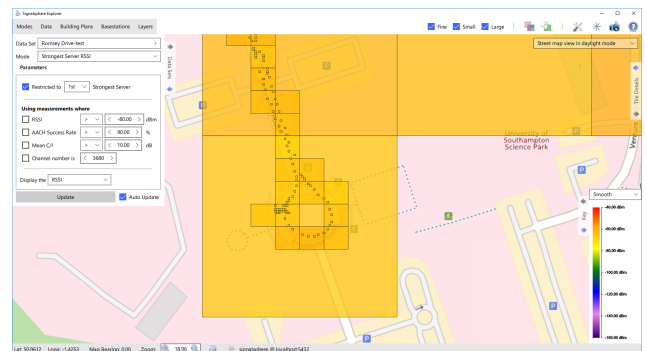 Signalsphere Explorer
Modes Data Building Plans Basestations Layers
Fine Small Large
Data Set Romsey Drive-test
Mode Strongest Server RSSI
Parameters
Restricted to 1st Strongest Server
Using measurements where
RSSI > -80.00 dBm
AACH Success Rate > 90.00 %
Mean C/I > 10.00 dB
Channel number is 3680
Display the RSSI
Update Auto Update
Data Sets
Street map view in daylight mode
Tile Details
University of
Southampton
Science Park
Venture
P
P
P
P
P
Smooth
Key
-40.00 dBm
-60.00 dBm
-80.00 dBm
-100.00 dBm
-120.00 dBm
-140.00 dBm
-160.00 dBm
Lat: 50.9612 Long: -1.4253 Map Bearing: 0.00 Zoom: 18.96 signalsphere @ localhost:5432